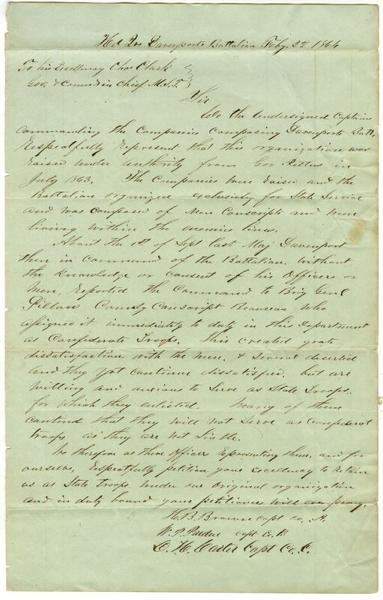 Hd Qrs Davenports Battalion Feby. 22d 1864
To his Excellency Chas Clark
Gov. & Comd in Chief M.S.T.
Sir
We the undersigned Captains
commanding the Companies composing Davenports Batt.
Respectfully represent that this organization was
raised under authority from Gov Pettus in
July 1863. The Companies were raised and the
Battalion organized exclusively for State Service
and was composed of Non Conscripts and men
living within the enemies lines.
About the 1st of Sept last Maj Davenport
then in command of the Battalion, without
the knowledge or consent of his Officers or
Men, reported the Command to Brig Genl
Pillows Conscript Bureau who
assigned it immediately to duty in this Department
as Confederate Troops. This created great
dissatisfaction with the men, & several deserted
and they yet continue dissatisfied, but are
willing and anxious to serve as State Troops.
for which they enlisted. Many of them
contend that they will not serve as Confederate
troops, as they are not liable.
We therefore as their Officers representing them, and for
ourselves, Respectfully petition your excellency to retain
us as State Troops under our original organization
and in duty bound your petitioners will ever pray.
Capt Co. A.
W. P. Capt Co. B
L. H. Capt Co. C.